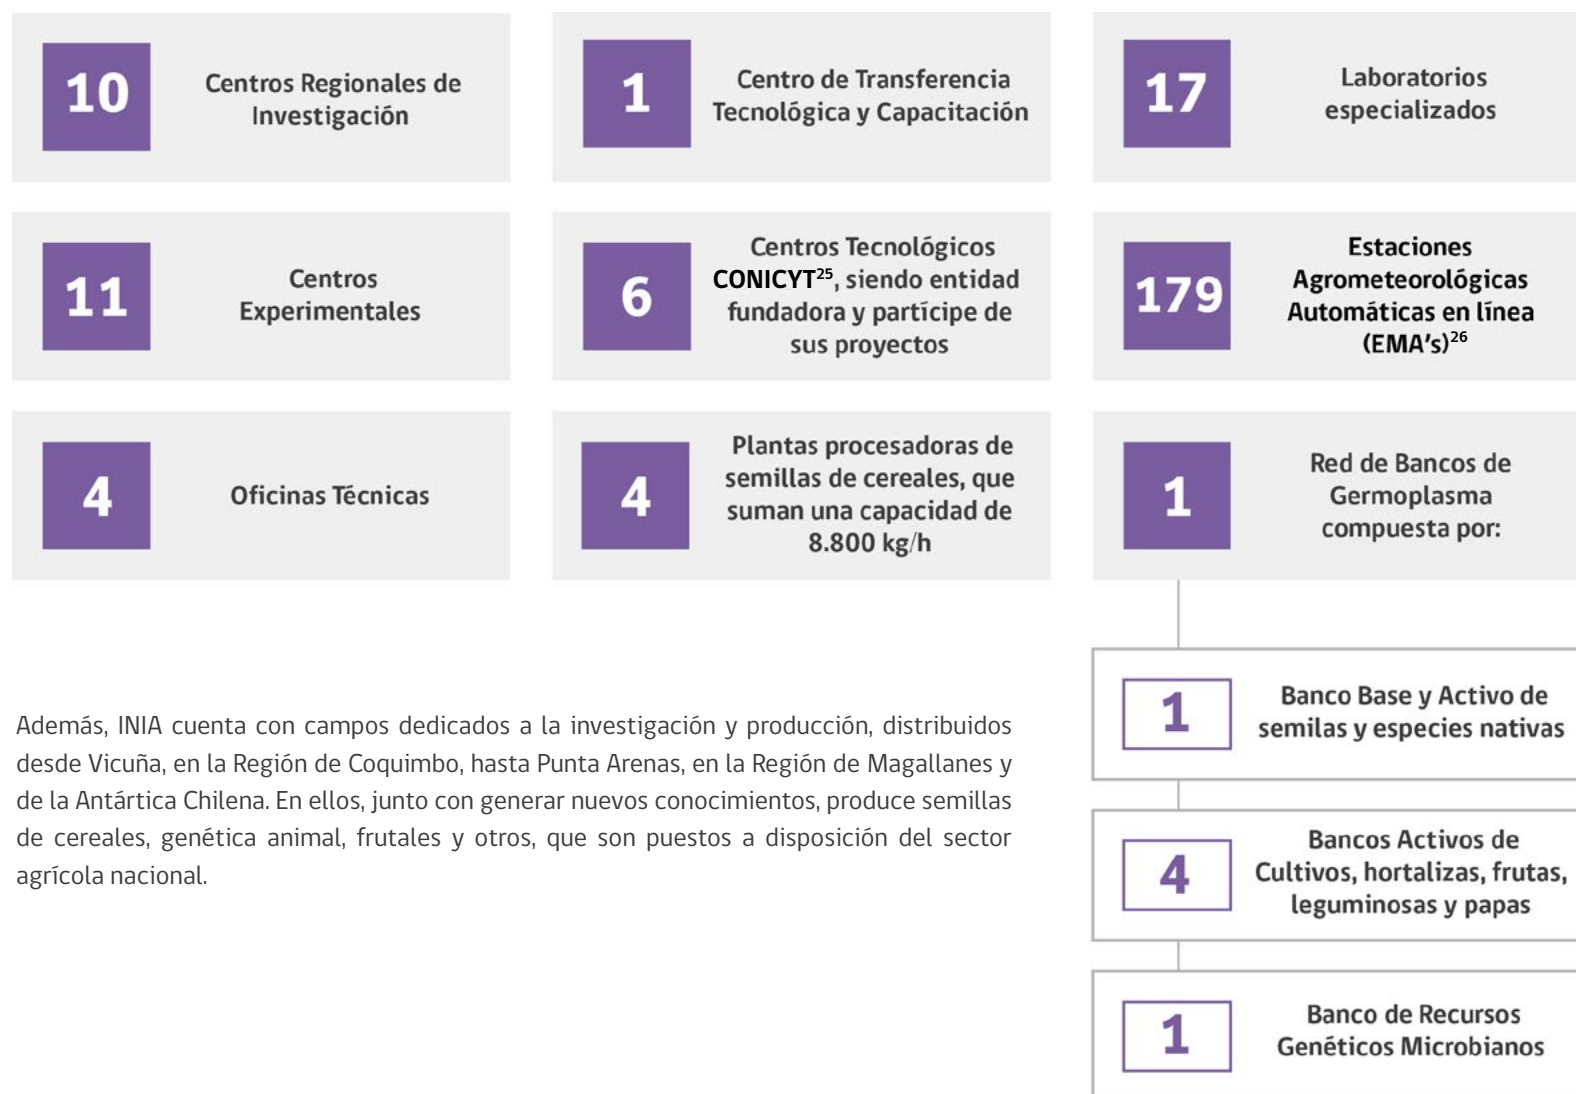 10
Centros Regionales de
Investigación
1
Centro de Transferencia
Tecnológica y Capacitación
17
Laboratorios
especializados
11
Centros
Experimentales
6
Centros Tecnológicos
CONICYT25, siendo entidad
fundadora y partícipe de
sus proyectos
179
Estaciones
Agrometeorológicas
Automáticas en línea
(EMA's)26
4
Oficinas Técnicas
4
Plantas procesadoras de
semillas de cereales, que
suman una capacidad de
8.800 kg/h
1
Red de Bancos de
Germoplasma
compuesta por:
1
Banco Base y Activo de
semilas y especies nativas
4
Bancos Activos de
Cultivos, hortalizas, frutas,
leguminosas y papas
1
Banco de Recursos
Genéticos Microbianos
Además, INIA cuenta con campos dedicados a la investigación y producción, distribuidos
desde Vicuña, en la Región de Coquimbo, hasta Punta Arenas, en la Región de Magallanes y
de la Antártica Chilena. En ellos, junto con generar nuevos conocimientos, produce semillas
de cereales, genética animal, frutales y otros, que son puestos a disposición del sector
agrícola nacional.